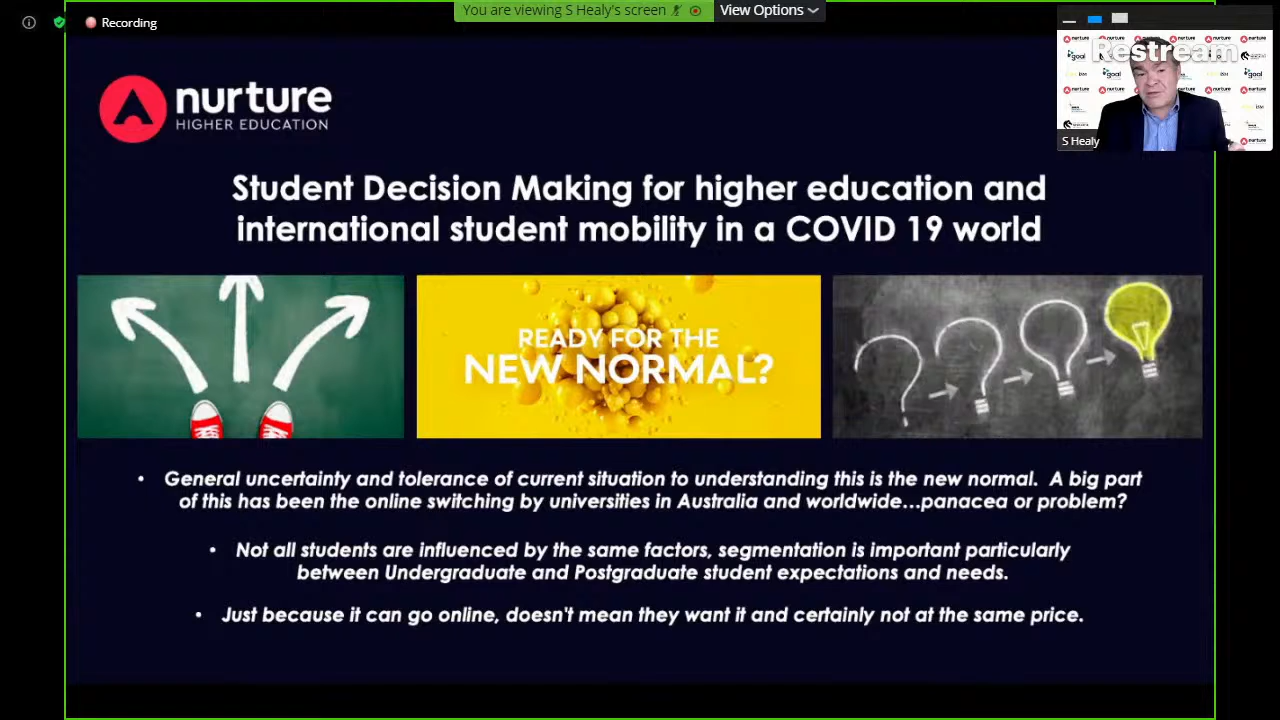 You are viewing S Healy's screen
View Options
Recording
Restream
S Healy
nurture
HIGHER EDUCATION
Student Decision Making for higher education and
international student mobility in a COVID 19 world
READY FOR THE
NEW NORMAL?
• General uncertainty and tolerance of current situation to understanding this is the new normal. A big part
of this has been the online switching by universities in Australia and worldwide...panacea or problem?
• Not all students are influenced by the same factors, segmentation is important particularly
between Undergraduate and Postgraduate student expectations and needs.
• Just because it can go online, doesn't mean they want it and certainly not at the same price.